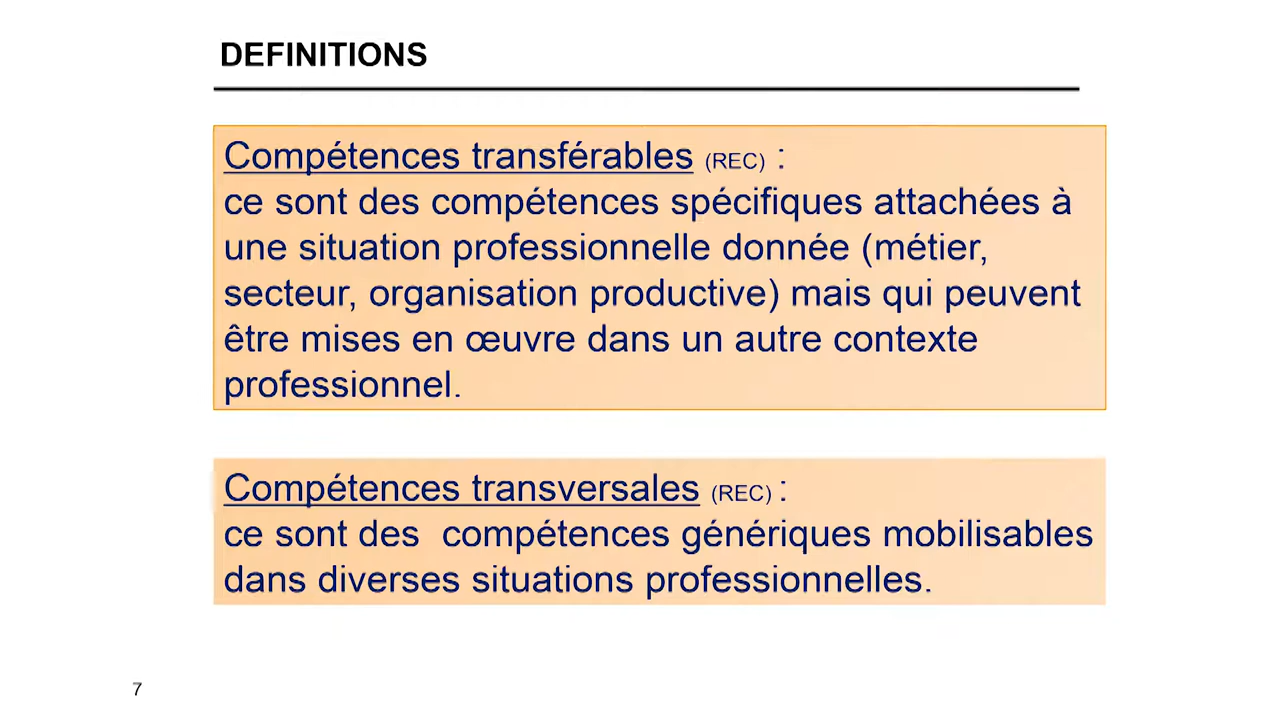 DEFINITIONS
Compétences transférables (REC) :
ce sont des compétences spécifiques attachées à
une situation professionnelle donnée (métier,
secteur, organisation productive) mais qui peuvent
être mises en œuvre dans un autre contexte
professionnel.
Compétences transversales (REC) :
ce sont des  compétences génériques mobilisables
dans diverses situations professionnelles.
7